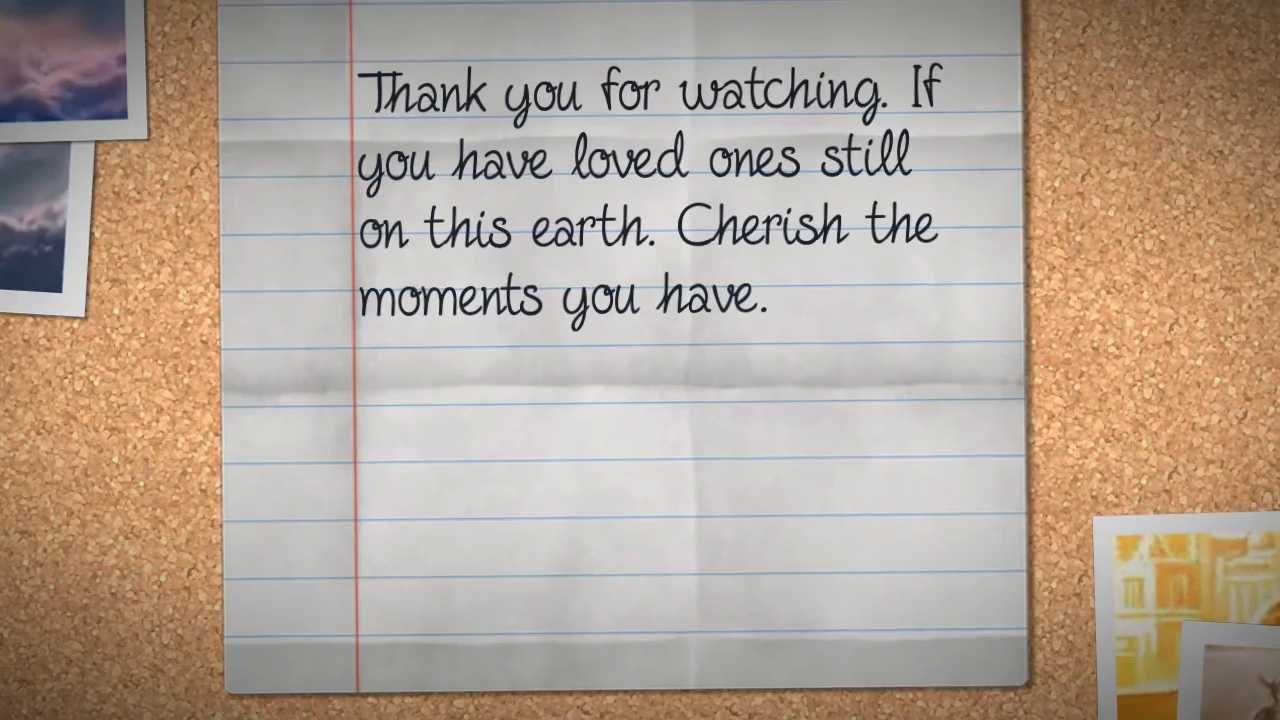 Thank you for watching. If
you have loved ones still
on this earth. Cherish the
moments you have.